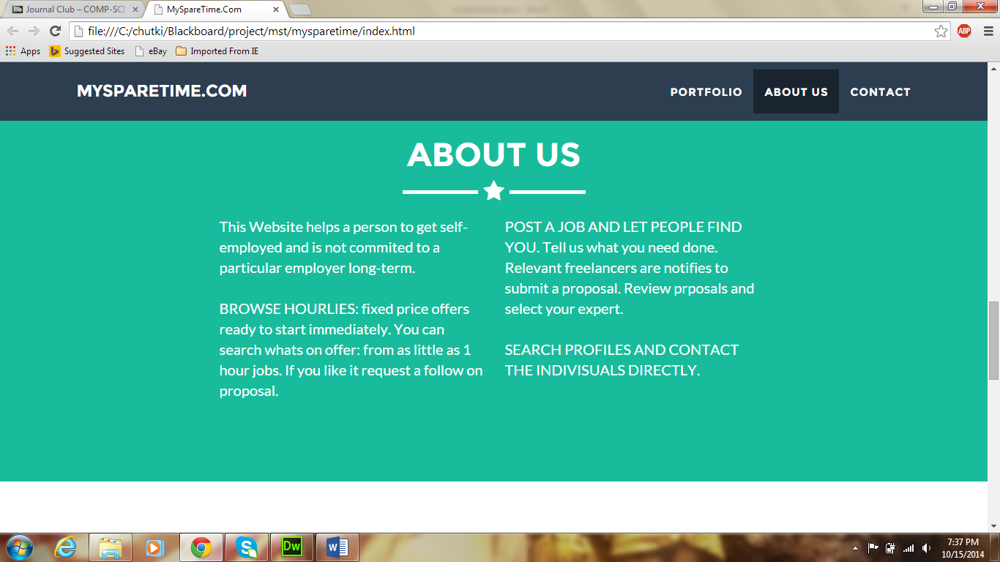 Journal Club – COMP-SCI
MySpareTime.Com
file:///C:/chutki/Blackboard/project/mst/mysparetime/index.html
ABP
Apps
Suggested Sites
eBay
Imported From IE
MYSPARETIME.COM
PORTFOLIO
ABOUT US
CONTACT
ABOUT US
This Website helps a person to get self-
employed and is not commited to a
particular employer long-term.
BROWSE HOURLIES: fixed price offers
ready to start immediately. You can
search whats on offer: from as little as 1
hour jobs. If you like it request a follow on
proposal.
POST A JOB AND LET PEOPLE FIND
YOU. Tell us what you need done.
Relevant freelancers are notifies to
submit a proposal. Review prposals and
select your expert.
SEARCH PROFILES AND CONTACT
THE INDIVISUALS DIRECTLY.
Dw
W
7:37 PM
10/15/2014